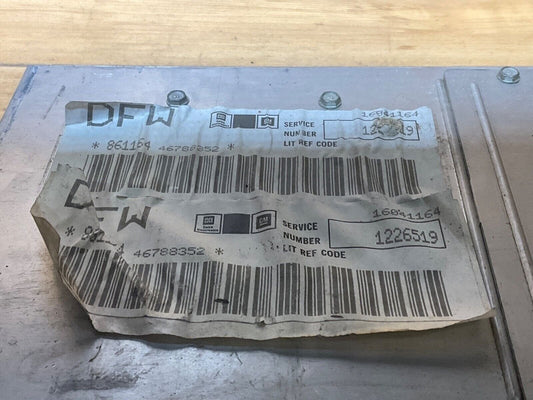 DFW
SERVICE
NUMBER
LIT REF CODE
16041164
* 861164 46788352 *
DFW
SERVICE
NUMBER
LIT REF CODE
16041164
1226519
46788352 *